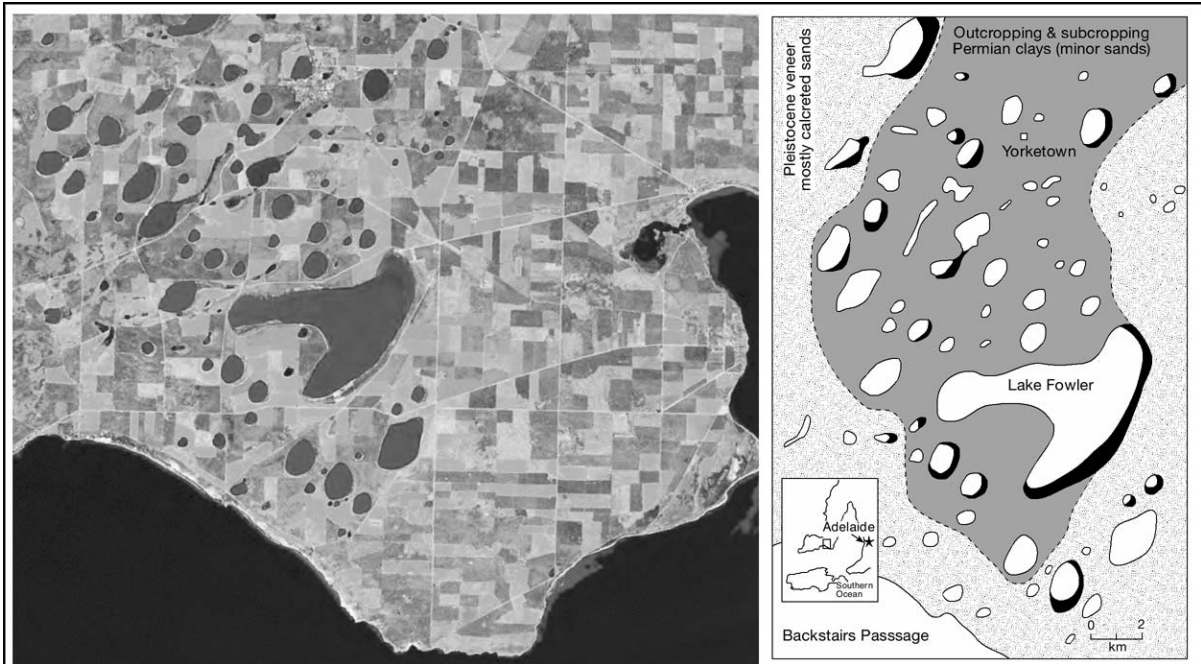 Outcropping & subcropping
Permian clays (minor sands)
Pleistocene veneer
mostly calcreted sands
Yorketown
Lake Fowler
Adelaide
Southern
Ocean
Backstairs Passsage
0 2
km